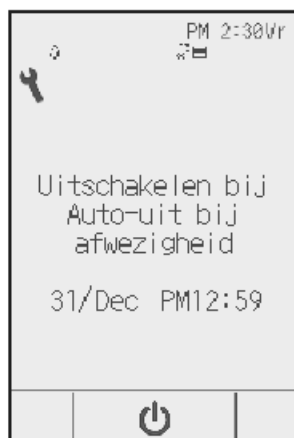 PM 2:30Vr
Uitschakelen bij
Auto-uit bij
afwezigheid
31/Dec PM12:59